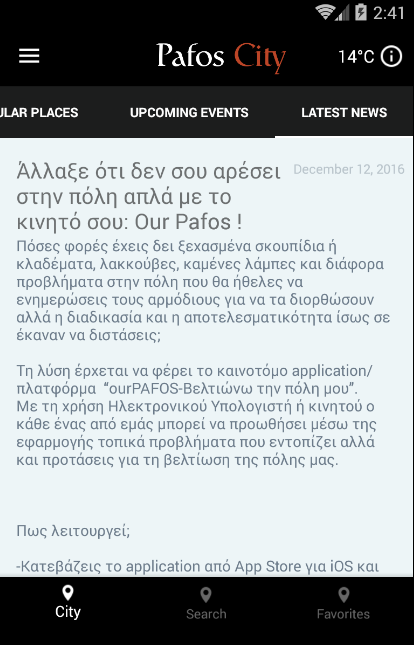 2:41
Pafos City
14°C
ULAR PLACES
UPCOMING EVENTS
LATEST NEWS
Άλλαξε ότι δεν σου αρέσει
December 12, 2016
στην πόλη απλά με το
κινητό σου: Our Pafos !
Πόσες φορές έχεις δει ξεχασμένα σκουπίδια ή
κλαδέματα, λακκούβες, καμένες λάμπες και διάφορα
προβλήματα στην πόλη που θα ήθελες να
ενημερώσεις τους αρμόδιους για να τα διορθώσουν
αλλά η διαδικασία και η αποτελεσματικότητα ίσως σε
έκαναν να διστάσεις;
Τη λύση έρχεται να φέρει το καινοτόμο application/
πλατφόρμα “ourPAFOS-Βελτιώνω την πόλη μου”.
Με τη χρήση Ηλεκτρονικού Υπολογιστή ή κινητού ο
κάθε ένας από εμάς μπορεί να προωθήσει μέσω της
εφαρμογής τοπικά προβλήματα που εντοπίζει αλλά
και προτάσεις για τη βελτίωση της πόλης μας.
Πως λειτουργεί;
-Κατεβάζεις το application από App Store για iOS και
City
Search
Favorites